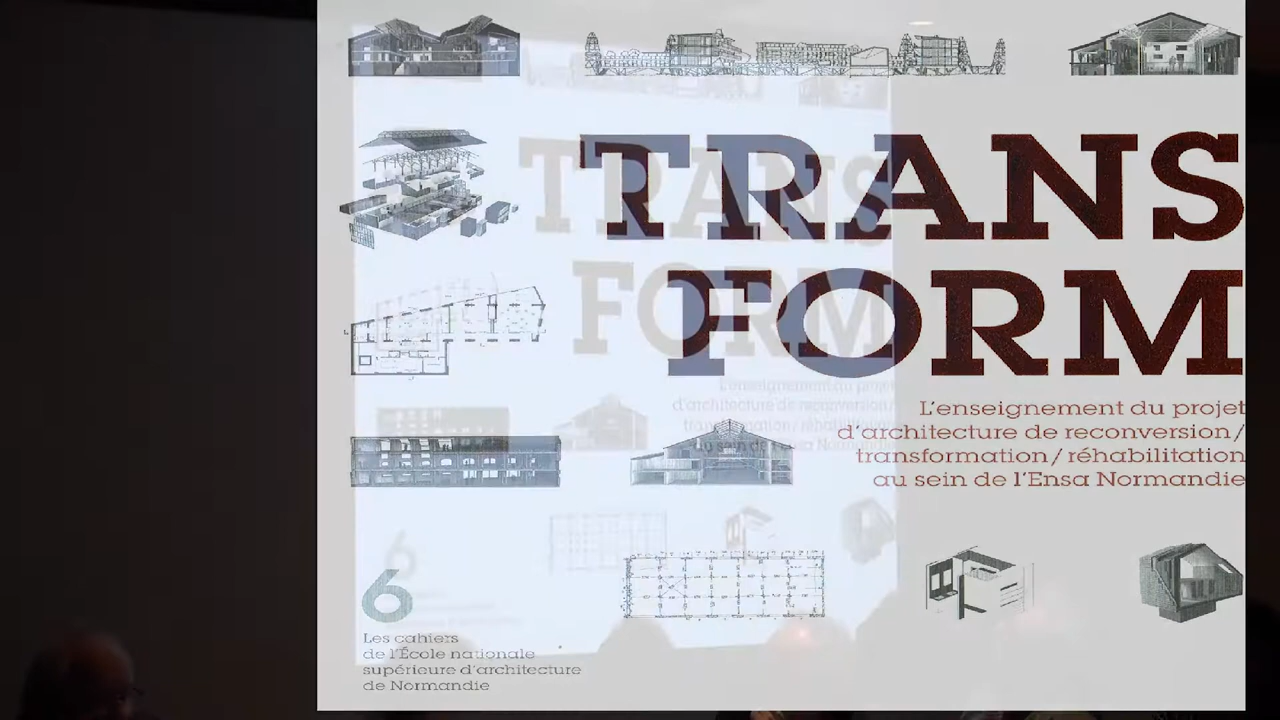 TRANS
FORM
L'enseignement du projet
d'architecture de reconversion/
transformation/réhabilitation
au sein de l'Ensa Normandie
6
Les cahiers
de l'École nationale
supérieure d'architecture
de Normandie